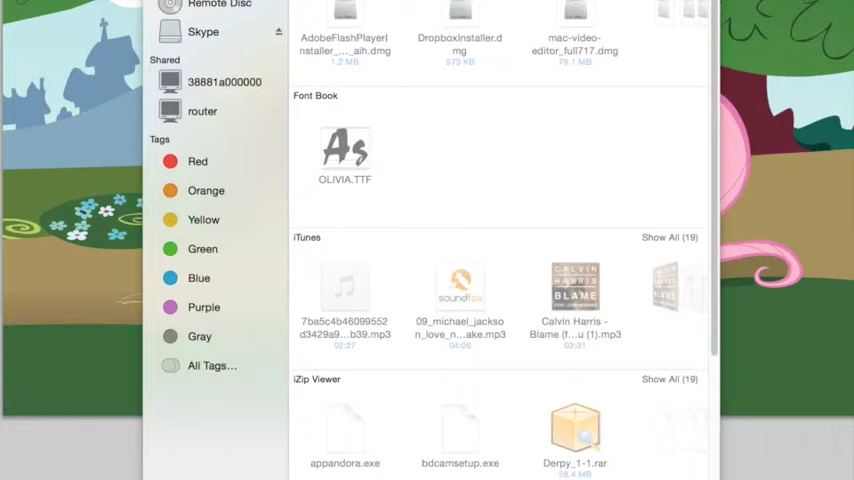 Remote Disc
Skype
Shared
38881a000000
router
Tags
Red
Orange
Yellow
Green
Blue
Purple
Gray
All Tags...
AdobeFlashPlayerI
nstaller_..._aih.dmg
1.2 MB
DropboxInstaller.d
mg
573 KB
mac-video-
editor_full717.dmg
79.1 MB
Font Book
As
OLIVIA.TTF
iTunes
Show All (19)
7ba5c4b46099552
d3429a9...b39.mp3
02:27
soundfox
09_michael_jackso
n_love_n...ake.mp3
04:06
CALVIN
HARRIS
BLAME
Calvin Harris -
Blame (f...u (1).mp3
03:31
iZip Viewer
Show All (19)
appandora.exe
bdcamsetup.exe
Derpy_1-1.rar
28.4 MB